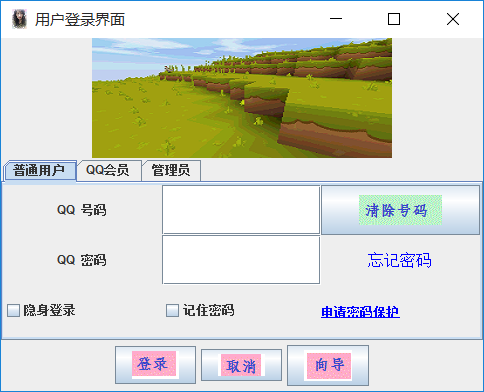 用户登录界面
普通用户 QQ会员 管理员
QQ 号码 清除号码
QQ 密码 忘记密码
隐身登录 记住密码 申请密码保护
登录 取消 向导